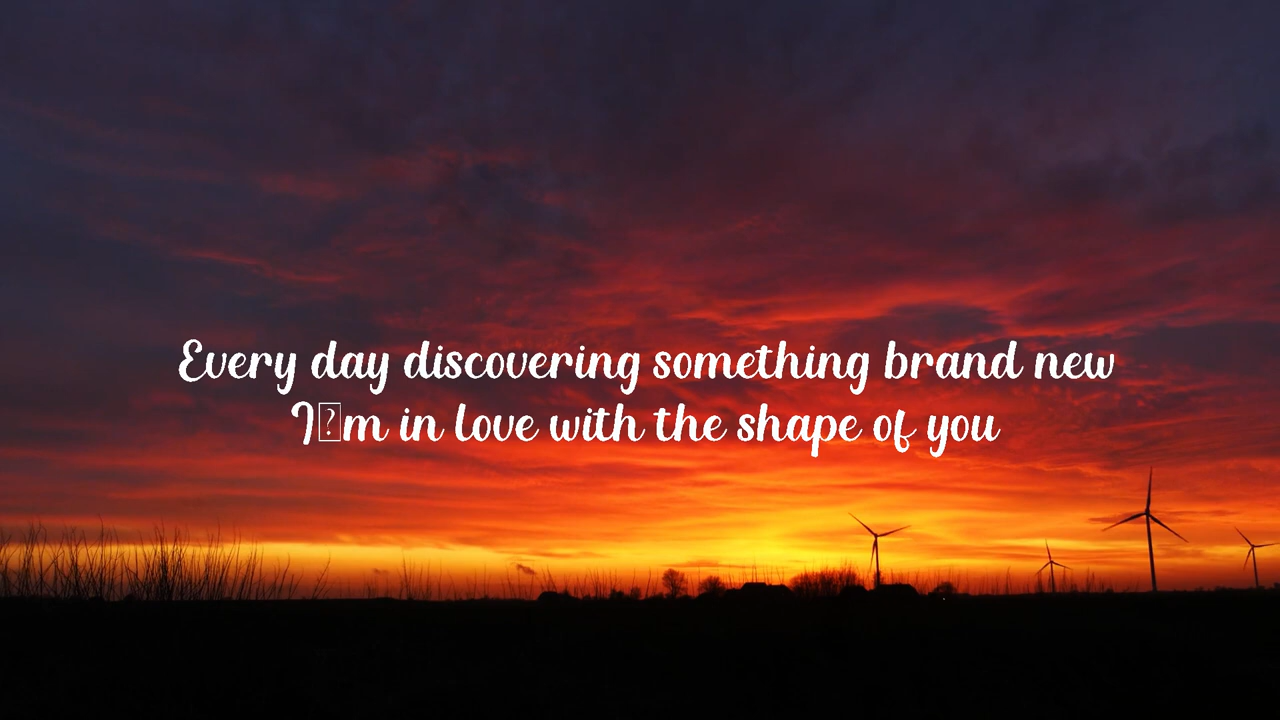 Every day discovering something brand new
I�m in love with the shape of you